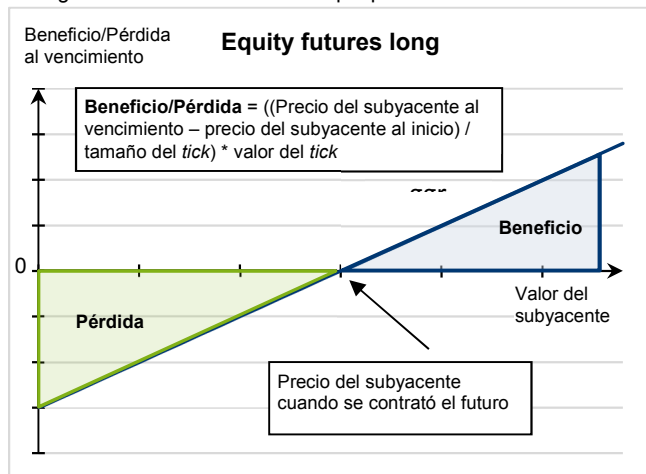 Beneficio/Pérdida
al vencimiento
Equity futures long
Beneficio/Pérdida = ((Precio del subyacente al
vencimiento – precio del subyacente al inicio) /
tamaño del tick) * valor del tick
Beneficio
0
Valor del
subyacente
Pérdida
Precio del subyacente
cuando se contrató el futuro